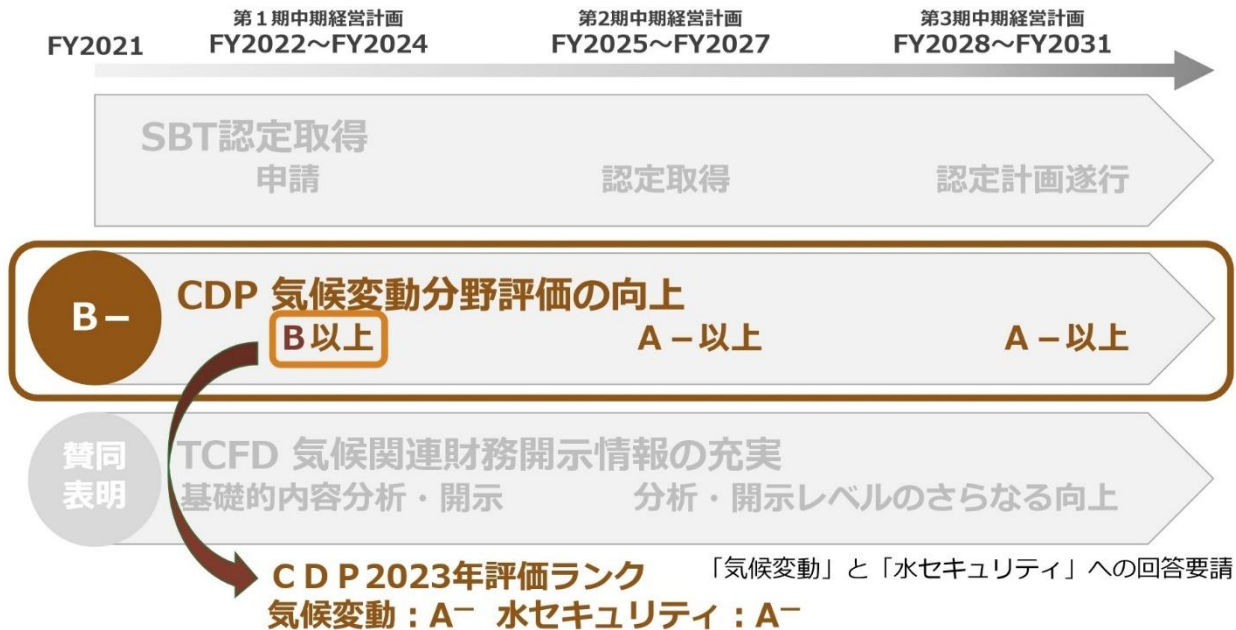 第１期中期経営計画 第2期中期経営計画 第3期中期経営計画
FY2021 FY2022～FY2024 FY2025～FY2027 FY2028～FY2031
SBT認定取得
申請 認定取得 認定計画遂行
B－
CDP 気候変動分野評価の向上
B以上 A－以上 A－以上
賛同
表明
TCFD 気候関連財務開示情報の充実
基礎的内容分析・開示 分析・開示レベルのさらなる向上
ＣＤＰ2023年評価ランク 「気候変動」と「水セキュリティ」への回答要請
気候変動：A－ 水セキュリティ：A－